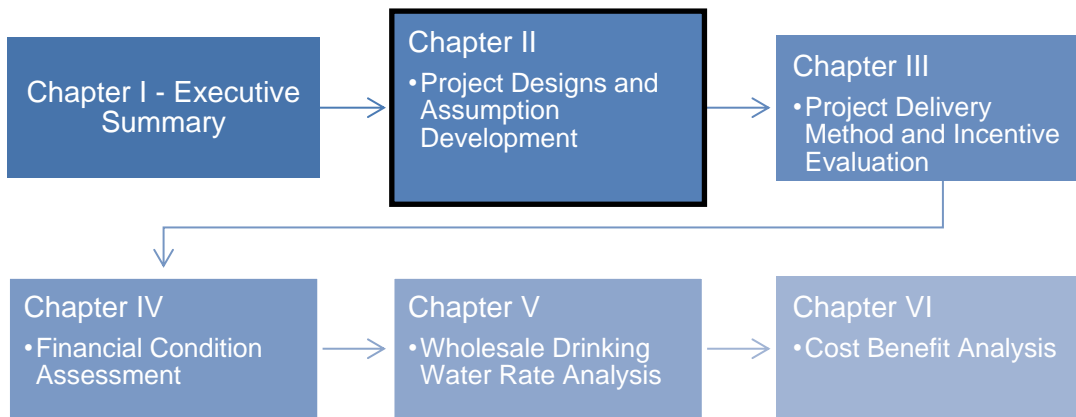 Chapter I - Executive
Summary
Chapter II
•Project Designs and
Assumption
Development
Chapter III
•Project Delivery
Method and Incentive
Evaluation
Chapter IV
•Financial Condition
Assessment
Chapter V
•Wholesale Drinking
Water Rate Analysis
Chapter VI
•Cost Benefit Analysis